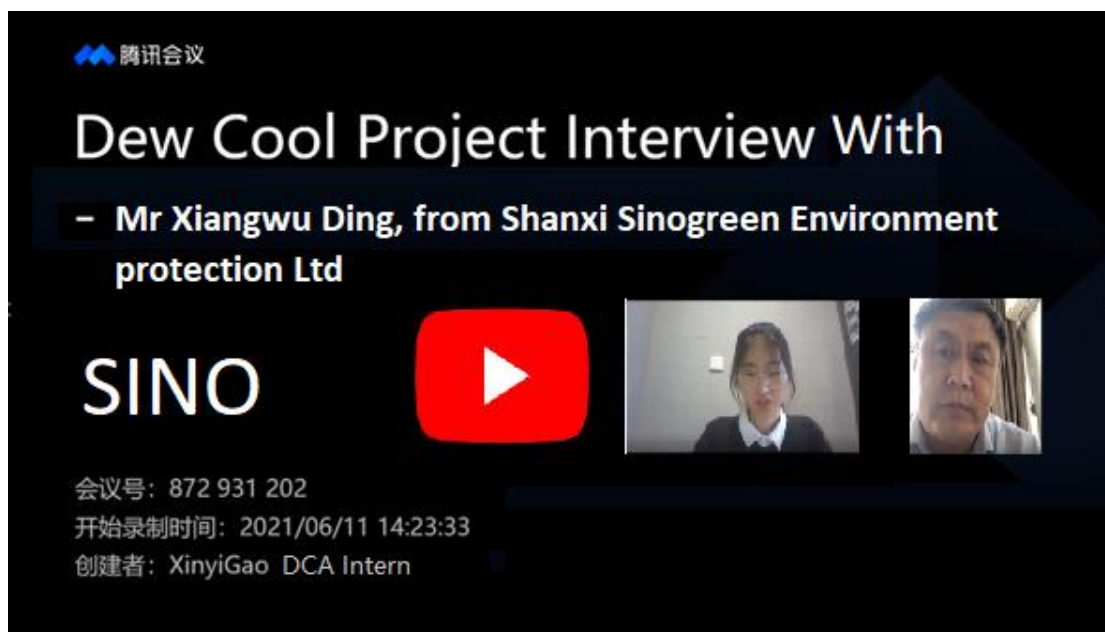 腾讯会议
Dew Cool Project Interview With
– Mr Xiangwu Ding, from Shanxi Sinogreen Environment
protection Ltd
SINO
会议号：872 931 202
开始录制时间：2021/06/11 14:23:33
创建者：XinyiGao DCA Intern